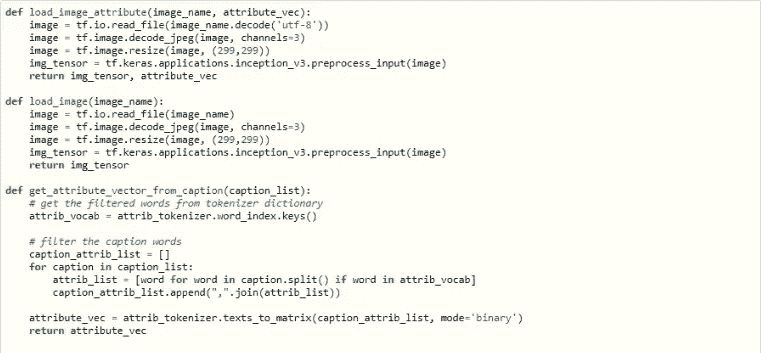 def load_image_attribute(image_name, attribute_vec):
    image = tf.io.read_file(image_name.decode('utf-8'))
    image = tf.image.decode_jpeg(image, channels=3)
    image = tf.image.resize(image, (299,299))
    img_tensor = tf.keras.applications.inception_v3.preprocess_input(image)
    return img_tensor, attribute_vec

def load_image(image_name):
    image = tf.io.read_file(image_name)
    image = tf.image.decode_jpeg(image, channels=3)
    image = tf.image.resize(image, (299,299))
    img_tensor = tf.keras.applications.inception_v3.preprocess_input(image)
    return img_tensor

def get_attribute_vector_from_caption(caption_list):
    # get the filtered words from tokenizer dictionary
    attrib_vocab = attrib_tokenizer.word_index.keys()

    # filter the caption words
    caption_attrib_list = []
    for caption in caption_list:
        attrib_list = [word for word in caption.split() if word in attrib_vocab]
        caption_attrib_list.append(",".join(attrib_list))

    attribute_vec = attrib_tokenizer.texts_to_matrix(caption_attrib_list, mode='binary')
    return attribute_vec